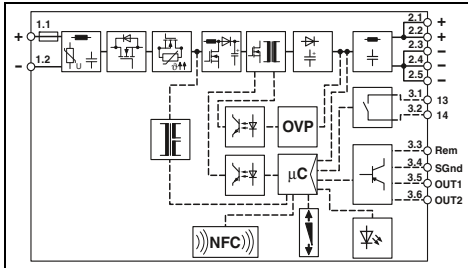 + 1.1
- 1.2
U
ϑ
2.1 +
2.2 +
2.3 -
2.4 -
2.5 -
3.1 13
3.2 14
OVP
µC
3.3 Rem
3.4 SGnd
3.5 OUT1
3.6 OUT2
))) NFC (((